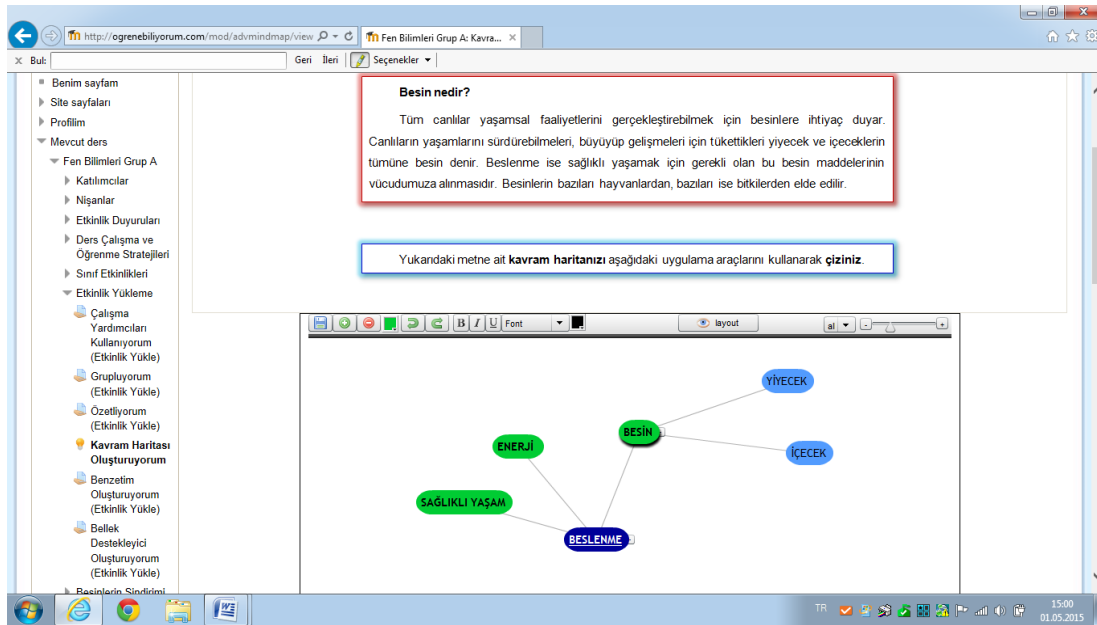 http://ogrenebiliyorum.com/mod/advmindmap/view
Fen Bilimleri Grup A: Kavra...
Bul:
Geri İleri Seçenekler
Benim sayfam
Site sayfaları
Profilim
Mevcut ders
Fen Bilimleri Grup A
Katılımcılar
Nişanlar
Etkinlik Duyuruları
Ders Çalışma ve
Öğrenme Stratejileri
Sınıf Etkinlikleri
Etkinlik Yükleme
Çalışma
Yardımcıları
Kullanıyorum
(Etkinlik Yükle)
Grupluyorum
(Etkinlik Yükle)
Özetliyorum
(Etkinlik Yükle)
Kavram Haritası
Oluşturuyorum
Benzetim
Oluşturuyorum
(Etkinlik Yükle)
Bellek
Destekleyici
Oluşturuyorum
(Etkinlik Yükle)
Besinlerin Sindirimi
Besin nedir?
Tüm canlılar yaşamsal faaliyetlerini gerçekleştirebilmek için besinlere ihtiyaç duyar.
Canlıların yaşamlarını sürdürebilmeleri, büyüyüp gelişmeleri için tükettikleri yiyecek ve içeceklerin
tümüne besin denir. Beslenme ise sağlıklı yaşamak için gerekli olan bu besin maddelerinin
vücudumuza alınmasıdır. Besinlerin bazıları hayvanlardan, bazıları ise bitkilerden elde edilir.
Yukarıdaki metne ait kavram haritanızı aşağıdaki uygulama araçlarını kullanarak çiziniz.
B I U Font layout al - +
YİYECEK
BESİN
ENERJİ
İÇECEK
SAĞLIKLI YAŞAM
BESLENME
TR
15:00
01.05.2015